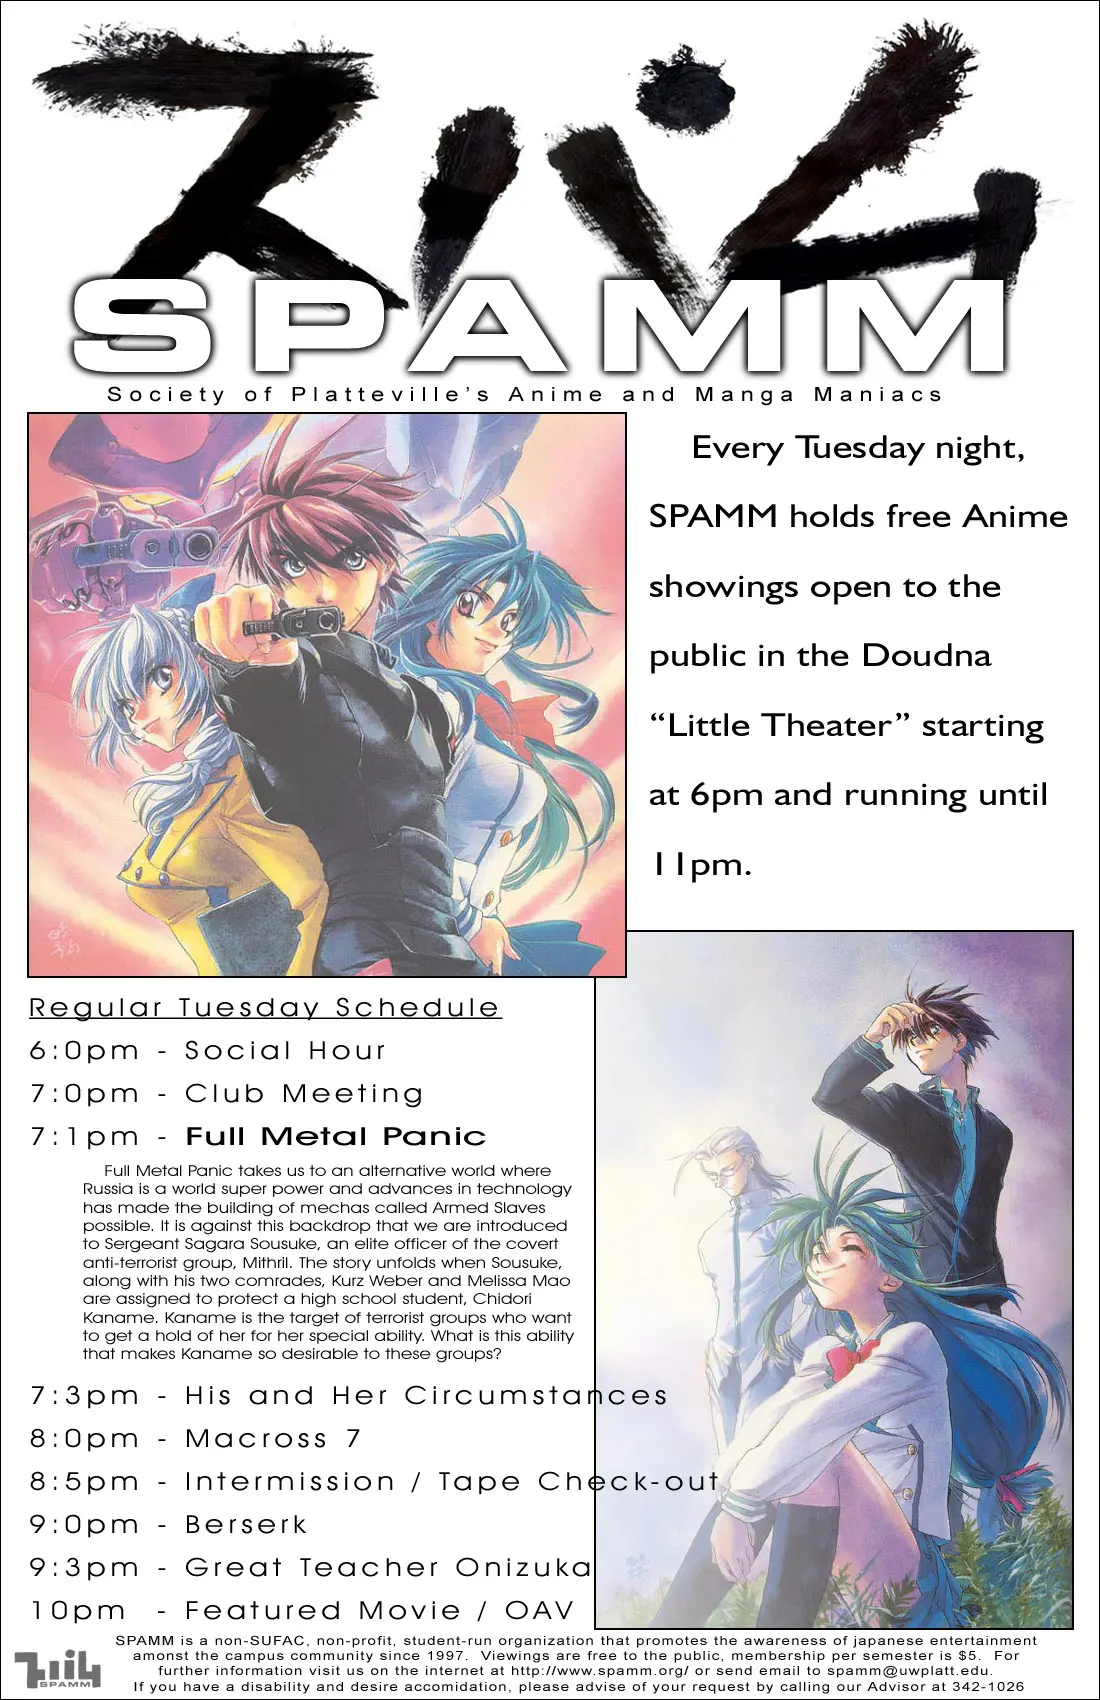 スパム
SPAMM
Society of Platteville's Anime and Manga Maniacs
Every Tuesday night,
SPAMM holds free Anime
showings open to the
public in the Doudna
“Little Theater” starting
at 6pm and running until
11pm.
Regular Tuesday Schedule
6:0pm - Social Hour
7:0pm - Club Meeting
7:1pm - Full Metal Panic
Full Metal Panic takes us to an alternative world where
Russia is a world super power and advances in technology
has made the building of mechas called Armed Slaves
possible. It is against this backdrop that we are introduced
to Sergeant Sagara Sousuke, an elite officer of the covert
anti-terrorist group, Mithril. The story unfolds when Sousuke,
along with his two comrades, Kurz Weber and Melissa Mao
are assigned to protect a high school student, Chidori
Kaname. Kaname is the target of terrorist groups who want
to get a hold of her for her special ability. What is this ability
that makes Kaname so desirable to these groups?
7:3pm - His and Her Circumstances
8:0pm - Macross 7
8:5pm - Intermission / Tape Check-out
9:0pm - Berserk
9:3pm - Great Teacher Onizuka
10pm - Featured Movie / OAV
SPAMM is a non-SUFAC, non-profit, student-run organization that promotes the awareness of japanese entertainment
amonst the campus community since 1997. Viewings are free to the public, membership per semester is $5. For
further information visit us on the internet at http://www.spamm.org/ or send email to spamm@uwplatt.edu.
If you have a disability and desire accomidation, please advise of your request by calling our Advisor at 342-1026
スパム
SPAMM